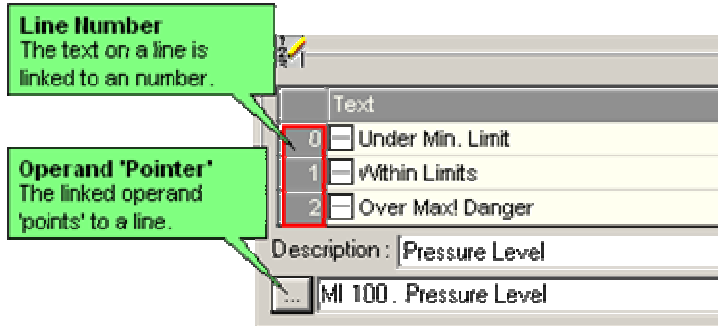 Line Number
The text on a line is
linked to an number.
Text
0 Under Min. Limit
1 Within Limits
2 Over Max! Danger
Operand 'Pointer'
The linked operand
'points' to a line.
Description : Pressure Level
... MI 100 . Pressure Level